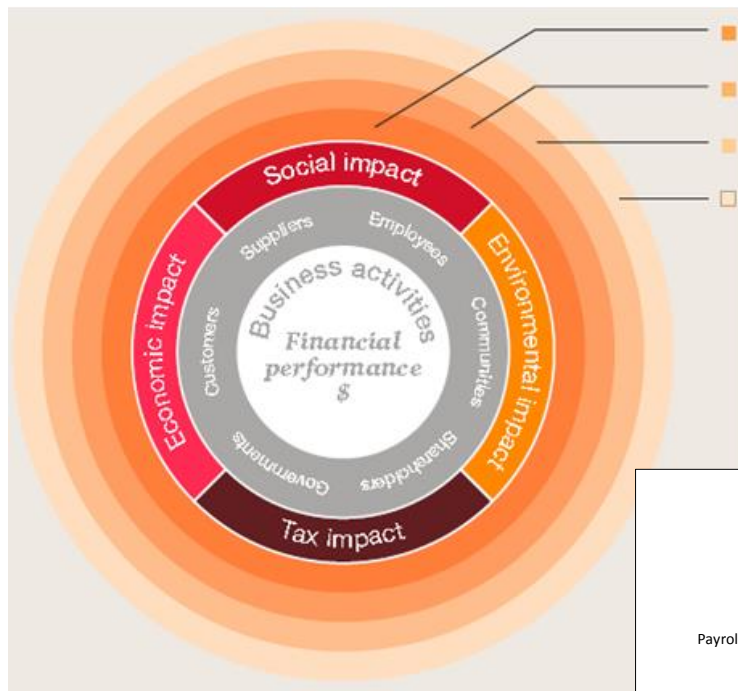 Social impact
Suppliers
Employees
Economic impact
Environmental impact
Business activities
Customers
Communities
Financial
performance
$
Governments
Shareholders
Tax impact
Payrol